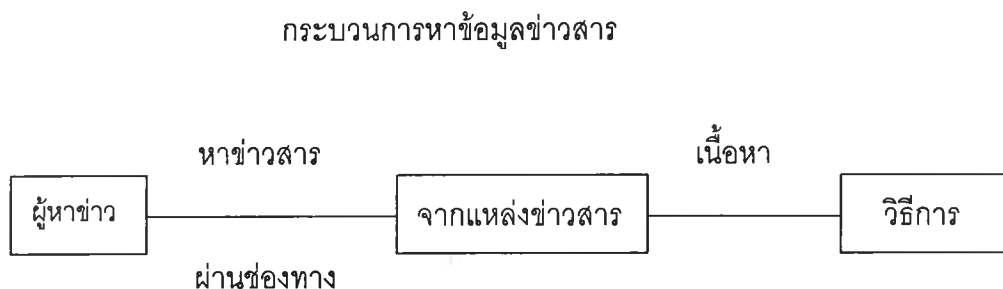 กระบวนการหาข้อมูลข่าวสาร
หาข่าวสาร
เนื้อหา
ผู้หาข่าว
จากแหล่งข่าวสาร
วิธีการ
ผ่านช่องทาง